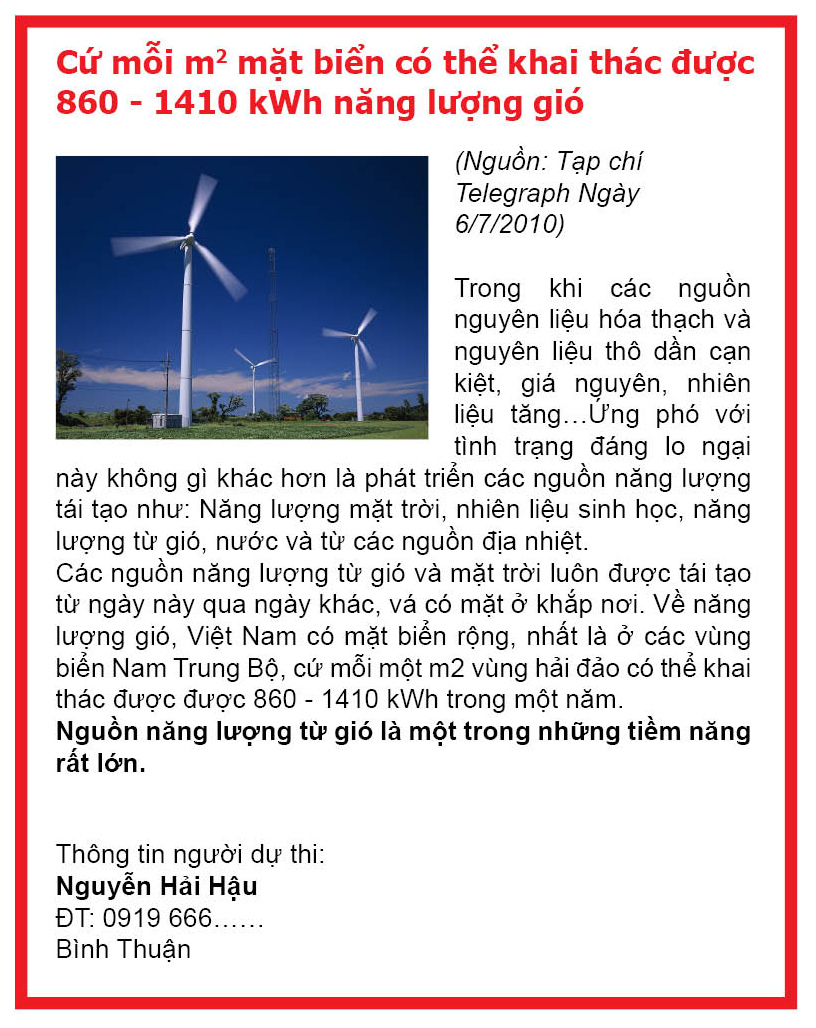 Cứ mỗi m² mặt biển có thể khai thác được
860 - 1410 kWh năng lượng gió
(Nguồn: Tạp chí
Telegraph Ngày
6/7/2010)
Trong khi các nguồn
nguyên liệu hóa thạch và
nguyên liệu thô dần cạn
kiệt, giá nguyên, nhiên
liệu tăng…Ứng phó với
tình trạng đáng lo ngại
này không gì khác hơn là phát triển các nguồn năng lượng
tái tạo như: Năng lượng mặt trời, nhiên liệu sinh học, năng
lượng từ gió, nước và từ các nguồn địa nhiệt.
Các nguồn năng lượng từ gió và mặt trời luôn được tái tạo
từ ngày này qua ngày khác, vá có mặt ở khắp nơi. Về năng
lượng gió, Việt Nam có mặt biển rộng, nhất là ở các vùng
biển Nam Trung Bộ, cứ mỗi một m2 vùng hải đảo có thể khai
thác được được 860 - 1410 kWh trong một năm.
Nguồn năng lượng từ gió là một trong những tiềm năng
rất lớn.
Thông tin người dự thi:
Nguyễn Hải Hậu
ĐT: 0919 666……
Bình Thuận